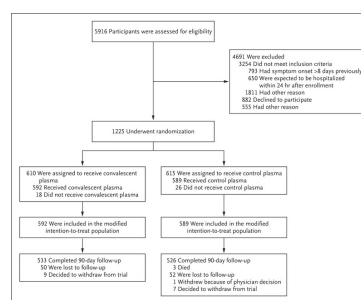 5916 Participants were assessed for eligibility
4691 Were excluded
3254 Did not meet inclusion criteria
793 Had symptom onset >8 days previously
650 Were expected to be hospitalized
within 24 hr after enrollment
1811 Had other reason
882 Declined to participate
555 Had other reason
1225 Underwent randomization
610 Were assigned to receive convalescent
plasma
592 Received convalescent plasma
18 Did not receive convalescent plasma
615 Were assigned to receive control plasma
589 Received control plasma
26 Did not receive control plasma
592 Were included in the modified
intention-to-treat population
589 Were included in the modified
intention-to-treat population
533 Completed 90-day follow-up
50 Were lost to follow-up
9 Decided to withdraw from trial
526 Completed 90-day follow-up
3 Died
52 Were lost to follow-up
1 Withdrew because of physician decision
7 Decided to withdraw from trial